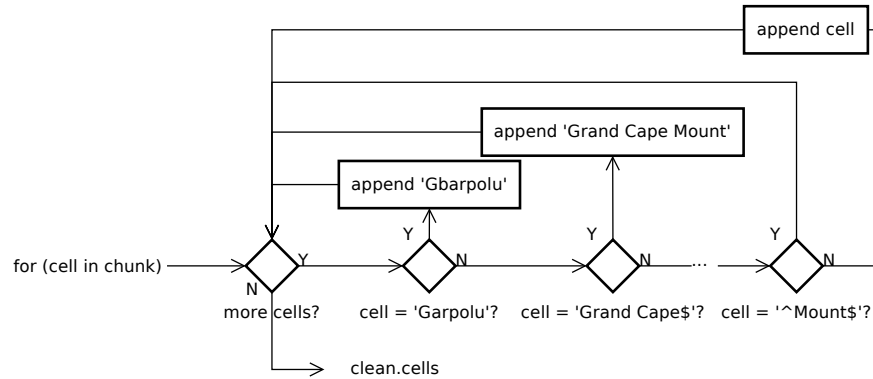 append cell
append 'Grand Cape Mount'
append 'Gbarpolu'
Y Y Y
for (cell in chunk) Y N N ... N
N
more cells? cell = 'Garpolu'? cell = 'Grand Cape$'? cell = '^Mount$'?
clean.cells